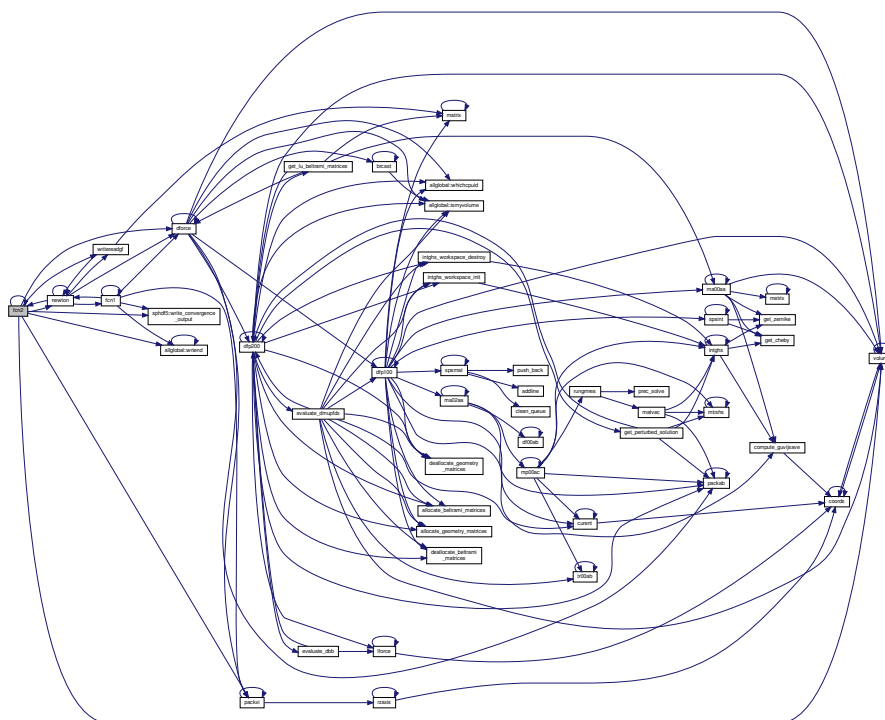 matrix
get_lu_beltrami_matrices
brcast
allglobal::whichcpuid
allglobal::ismyvolume
dforce
writereadgf
intghs_workspace_destroy
intghs_workspace_init
newton
fcn1
fcn2
sphdf5::write_convergence
_output
allglobal::wrtend
ma00aa
metrix
spsint
get_zernike
get_cheby
intghs
dfp200
volume
dfp100
spsmat
push_back
addline
clean_queue
ma02aa
rungmres
prec_solve
matvec
mtrxhs
evaluate_dmupfdx
get_perturbed_solution
df00ab
compute_guvijsave
deallocate_geometry
_matrices
mp00ac
packab
coords
allocate_beltrami_matrices
curent
allocate_geometry_matrices
deallocate_beltrami
_matrices
tr00ab
evaluate_dbb
lforce
packxi
rzaxis